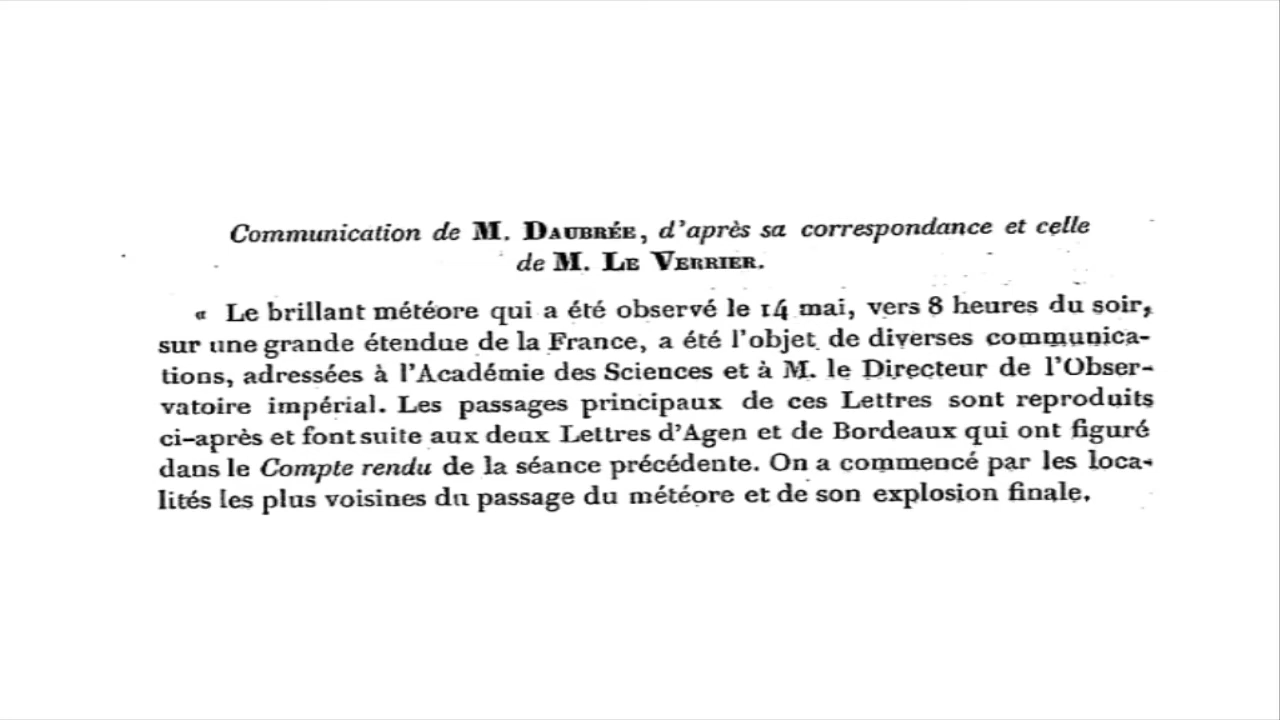 Communication de M. DAUBRÉE, d'après sa correspondance et celle
de M. LE VERRIER.
« Le brillant météore qui a été observé le 14 mai, vers 8 heures du soir,
sur une grande étendue de la France, a été l'objet de diverses communica-
tions, adressées à l'Académie des Sciences et à M. le Directeur de l'Obser-
vatoire impérial. Les passages principaux de ces Lettres sont reproduits
ci-après et font suite aux deux Lettres d'Agen et de Bordeaux qui ont figuré
dans le Compte rendu de la séance précédente. On a commencé par les loca-
lités les plus voisines du passage du météore et de son explosion finale.